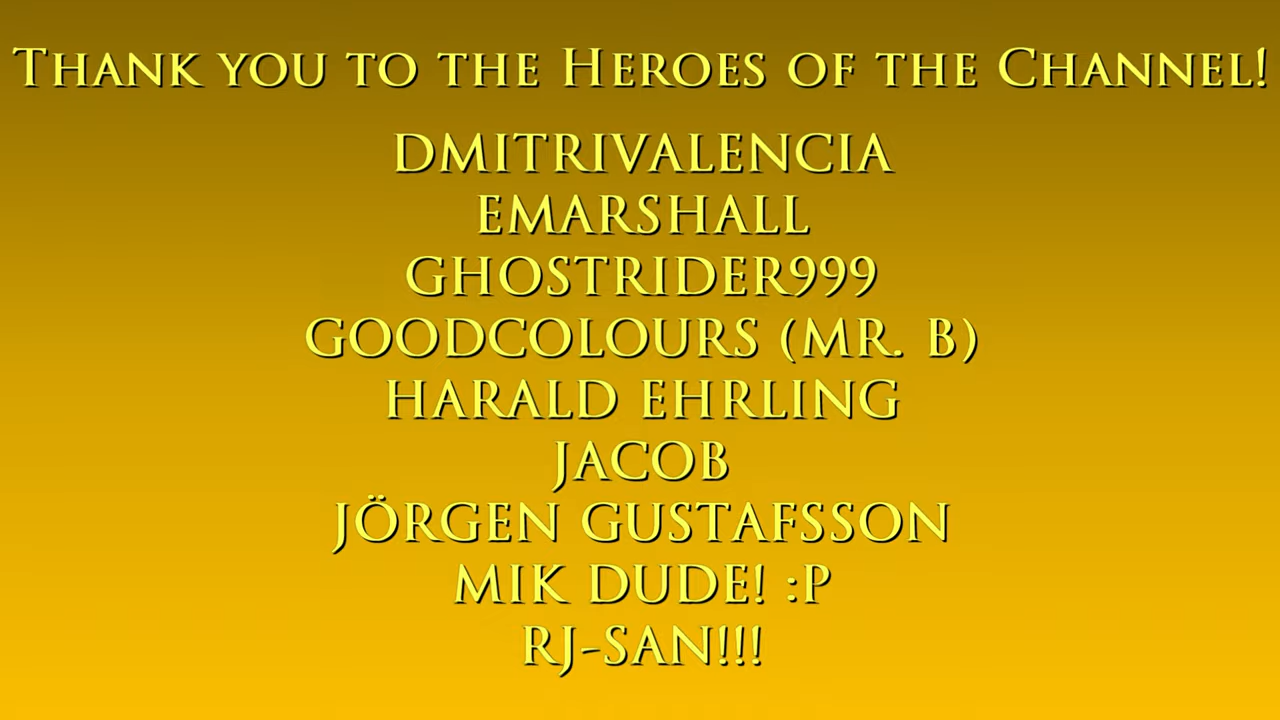 Thank you to the Heroes of the Channel!
DMITRIVALENCIA
EMARSHALL
GHOSTRIDER999
GOODCOLOURS (MR. B)
HARALD EHRLING
JACOB
JÖRGEN GUSTAFSSON
MIK DUDE! :P
RJ-SAN!!!